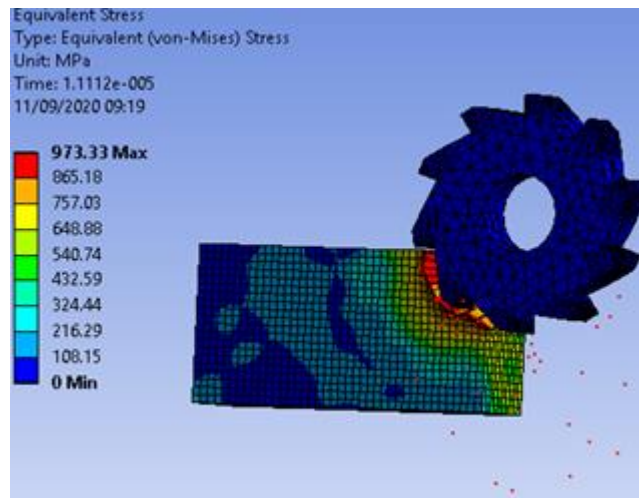 Equivalent Stress
Type: Equivalent (von-Mises) Stress
Unit: MPa
Time: 1.1112e-005
11/09/2020 09:19
973.33 Max
865.18
757.03
648.88
540.74
432.59
324.44
216.29
108.15
0 Min